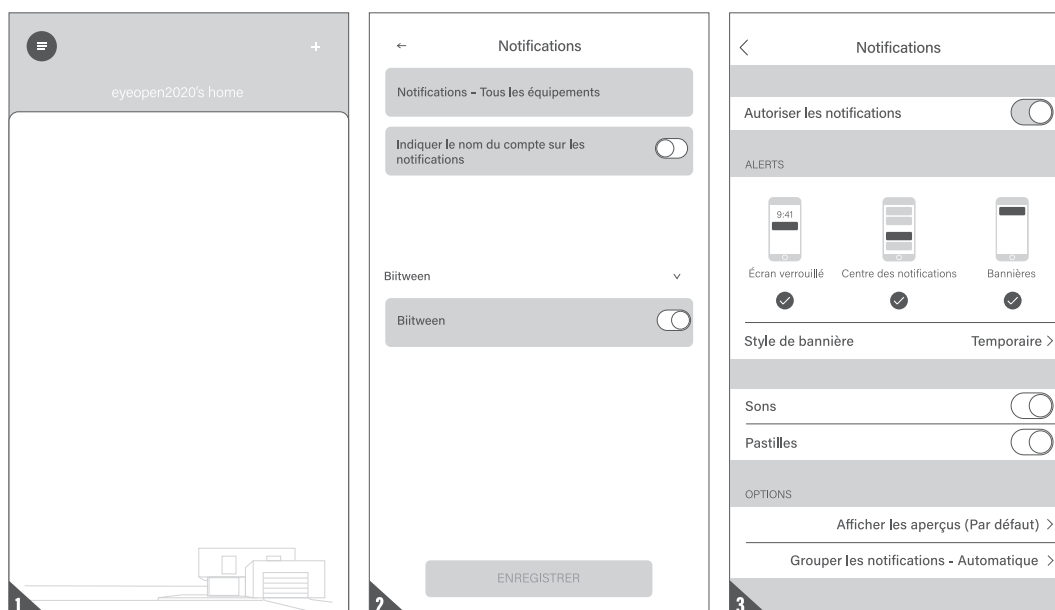 +
eyeopen2020's home
1
← Notifications
Notifications – Tous les équipements
Indiquer le nom du compte sur les
notifications
Biitween
Biitween
ENREGISTRER
2
Notifications
Autoriser les notifications
ALERTS
9:41
Écran verrouillé Centre des notifications Bannières
Style de bannière Temporaire >
Sons
Pastilles
OPTIONS
Afficher les aperçus (Par défaut) >
Grouper les notifications - Automatique >
3